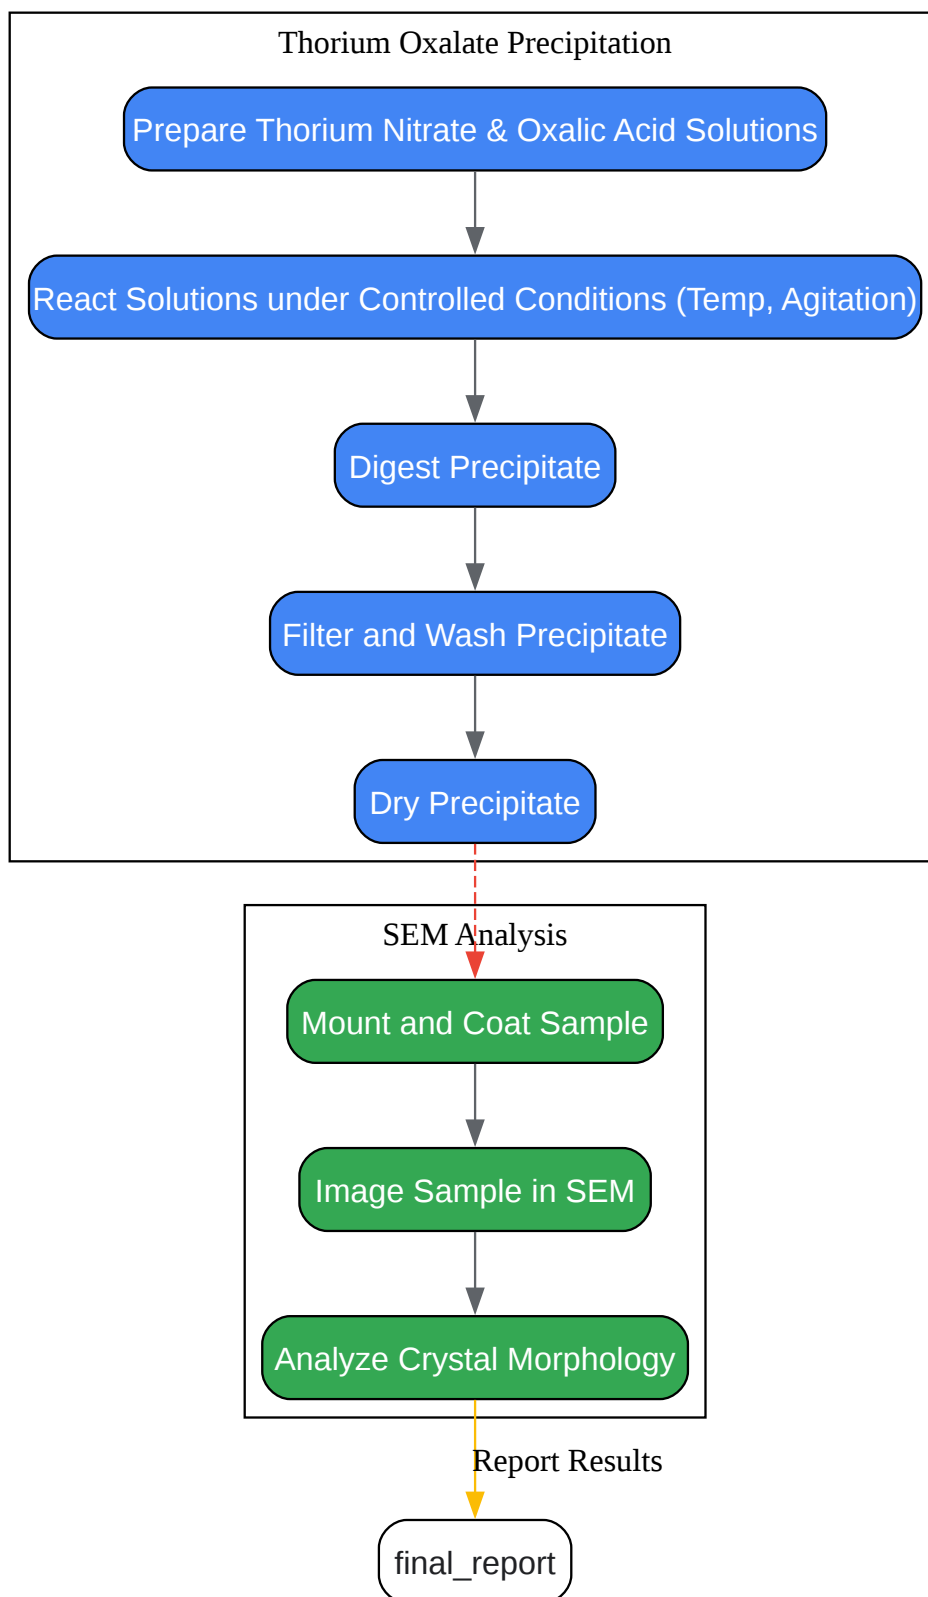 Thorium Oxalate Precipitation
Prepare Thorium Nitrate & Oxalic Acid Solutions
React Solutions under Controlled Conditions (Temp, Agitation)
Digest Precipitate
Filter and Wash Precipitate
Dry Precipitate
SEM Analysis
Mount and Coat Sample
Image Sample in SEM
Analyze Crystal Morphology
Report Results
final_report